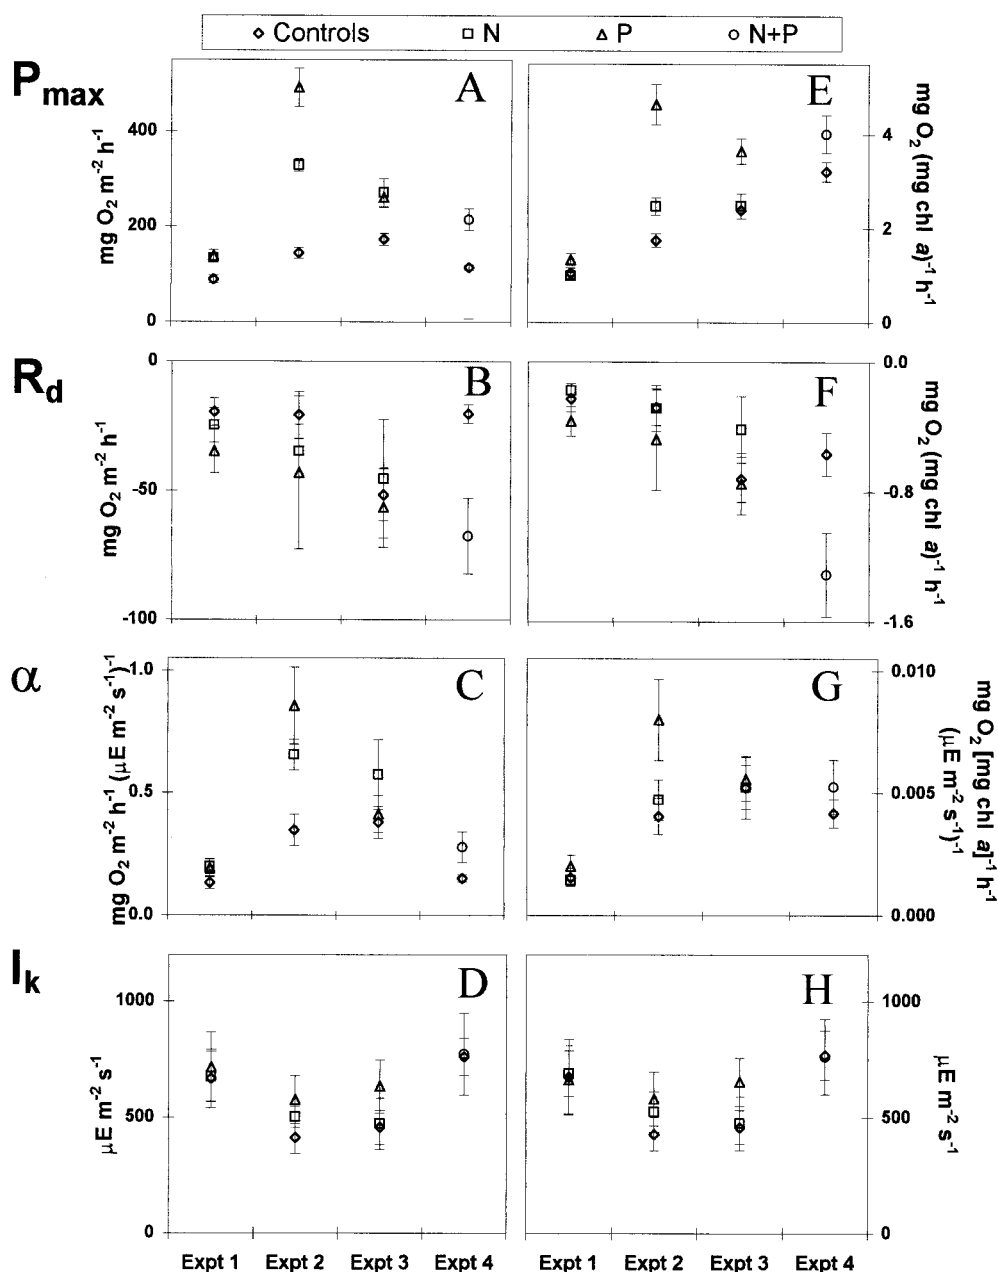 Controls N P N+P
Pmax
A
E
mg O2 m-2 h-1
400
200
0
mg O2 (mg chl a)-1 h-1
4
2
0
Rd
B
F
mg O2 m-2 h-1
0
-50
-100
mg O2 (mg chl a)-1 h-1
0.0
-0.8
-1.6
α
C
G
mg O2 m-2 h-1 (µE m-2 s-1)-1
1.0
0.5
0.0
mg O2 [mg chl a]-1 h-1
(µE m-2 s-1)-1
0.010
0.005
0.000
Ik
D
H
µE m-2 s-1
1000
500
0
µE m-2 s-1
1000
500
0
Expt 1 Expt 2 Expt 3 Expt 4
Expt 1 Expt 2 Expt 3 Expt 4